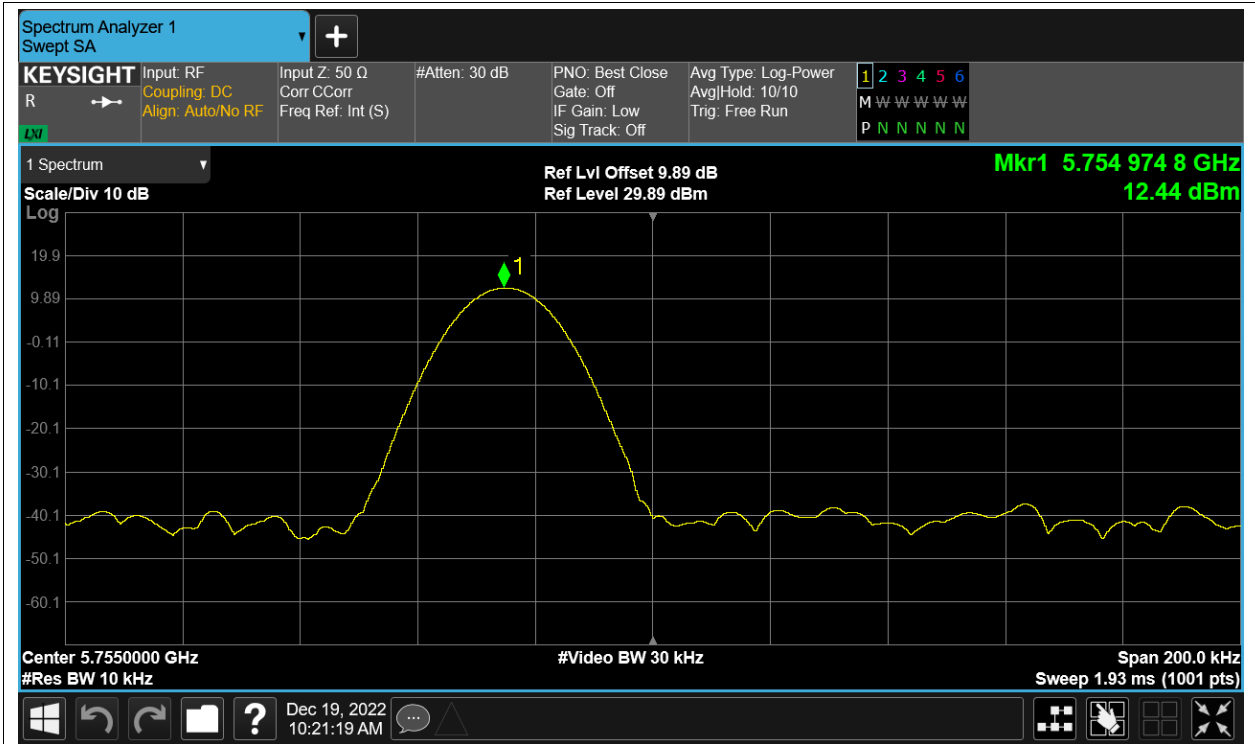 Spectrum Analyzer 1
Swept SA
KEYSIGHT
R
LXI
Input: RF
Coupling: DC
Align: Auto/No RF
Input Z: 50 Ω
Corr CCorr
Freq Ref: Int (S)
#Atten: 30 dB
PNO: Best Close
Gate: Off
IF Gain: Low
Sig Track: Off
Avg Type: Log-Power
Avg|Hold: 10/10
Trig: Free Run
1 2 3 4 5 6
M W W W W W
P N N N N N
1 Spectrum
Scale/Div 10 dB
Log
Ref Lvl Offset 9.89 dB
Ref Level 29.89 dBm
Mkr1 5.754 974 8 GHz
12.44 dBm
1
19.9
9.89
-0.11
-10.1
-20.1
-30.1
-40.1
-50.1
-60.1
Center 5.7550000 GHz
#Res BW 10 kHz
#Video BW 30 kHz
Span 200.0 kHz
Sweep 1.93 ms (1001 pts)
?
Dec 19, 2022
10:21:19 AM